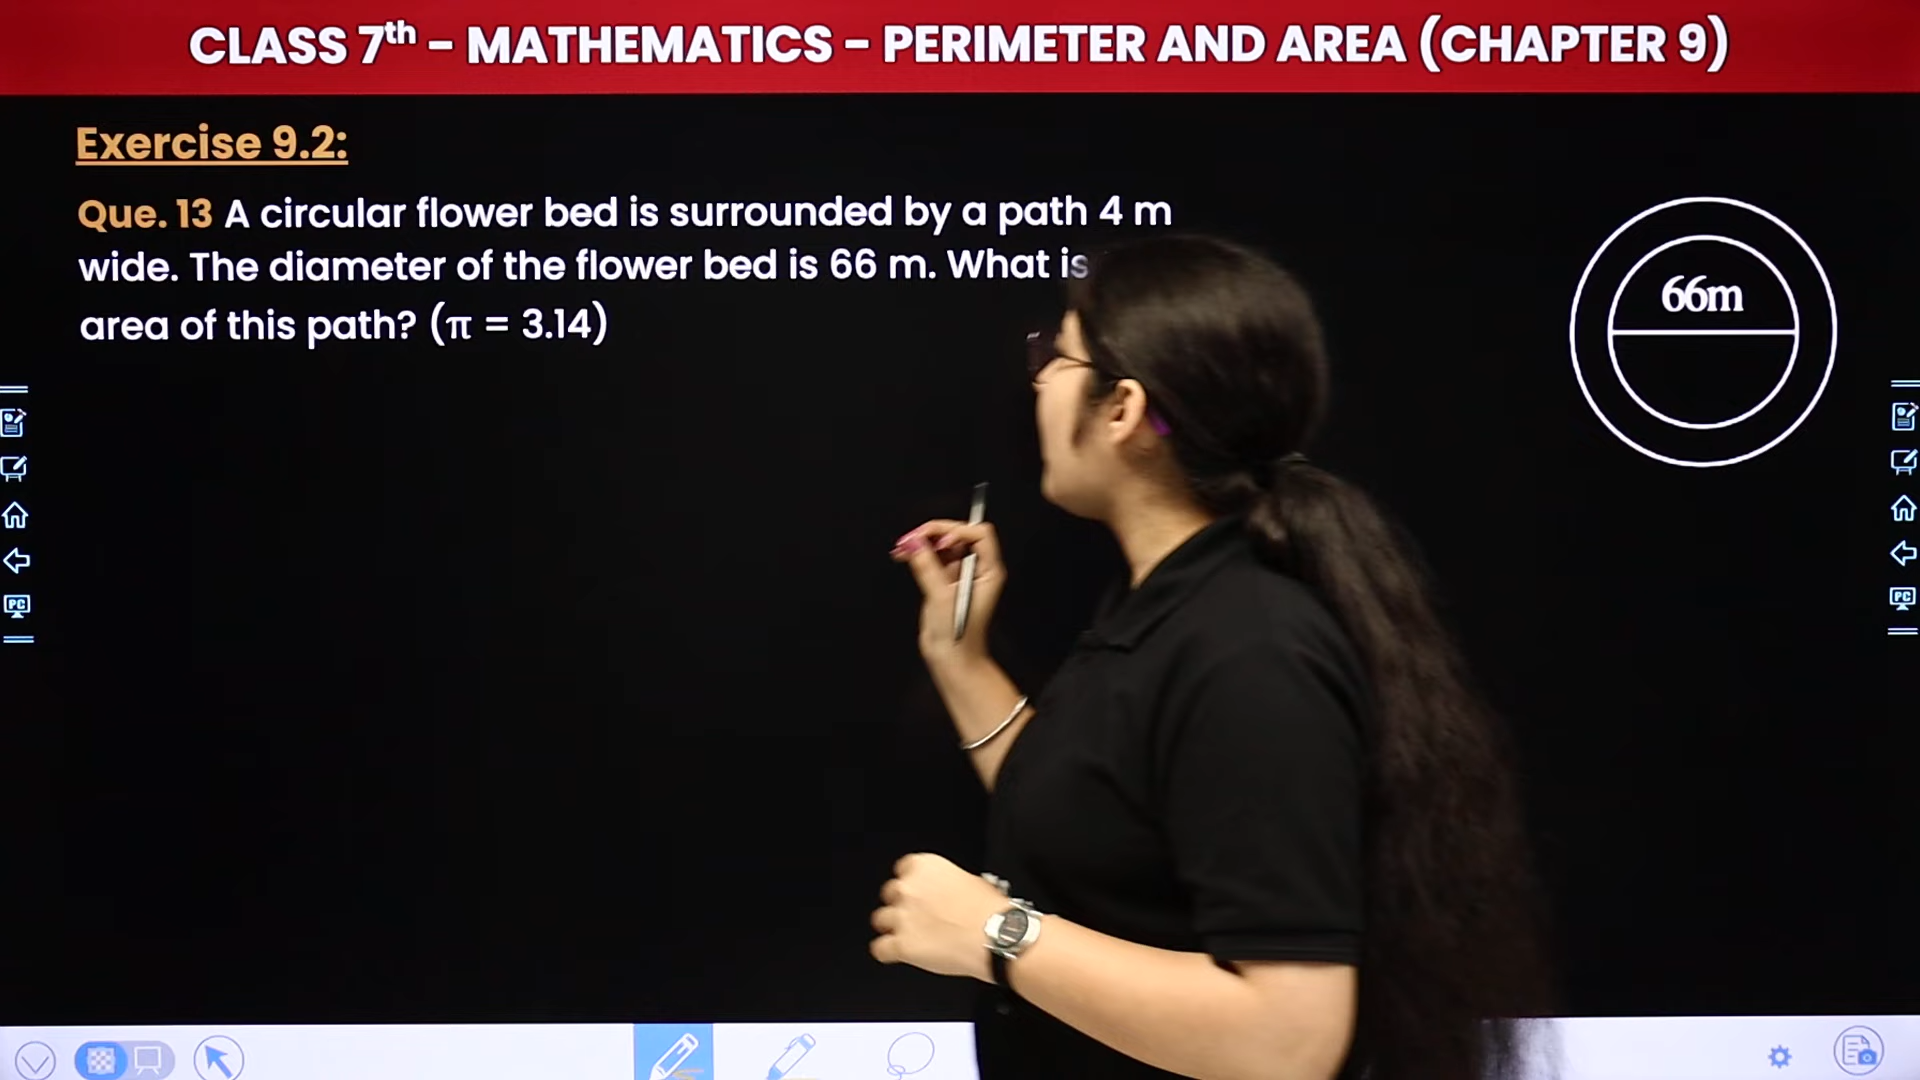 CLASS 7th - MATHEMATICS - PERIMETER AND AREA (CHAPTER 9)
Exercise 9.2:
Que. 13 A circular flower bed is surrounded by a path 4 m
wide. The diameter of the flower bed is 66 m. What is
area of this path? (π = 3.14)
66m
PC
PC